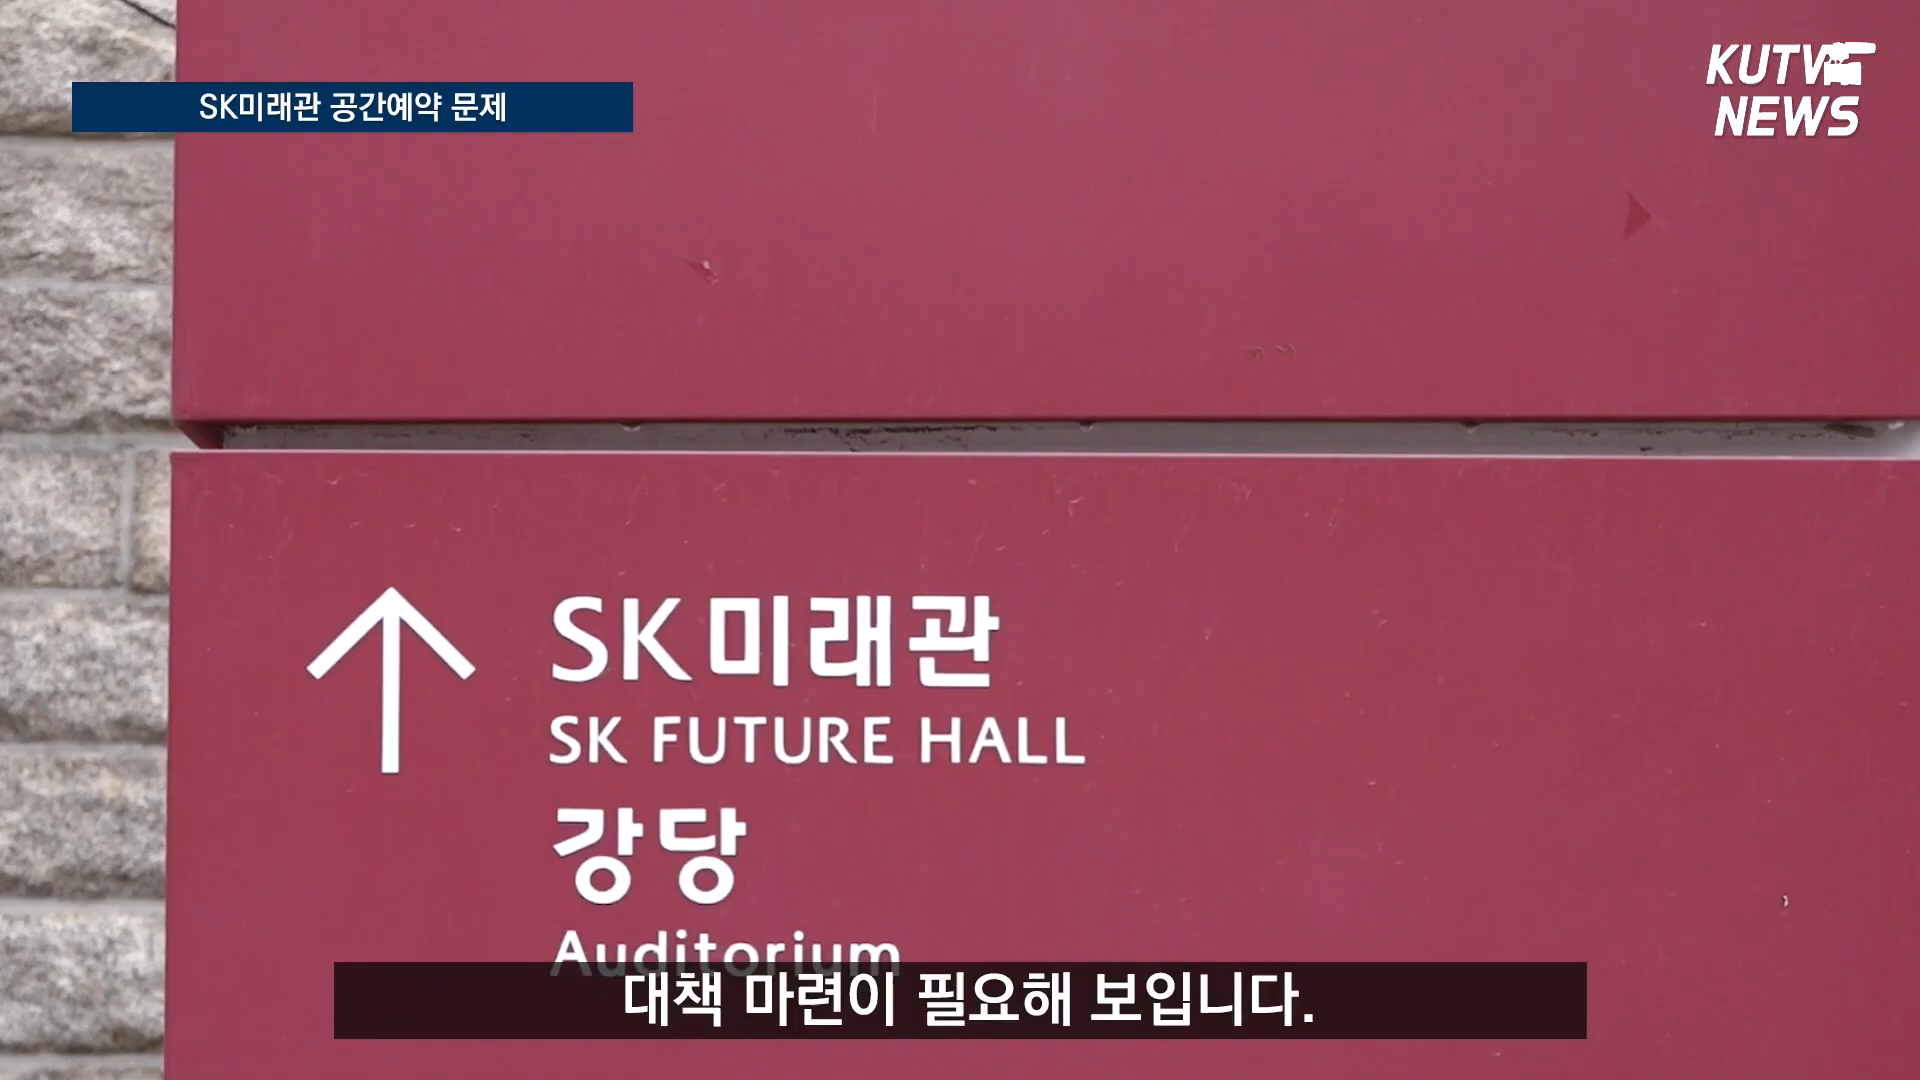 SK미래관 공간예약 문제
KUTV
NEWS
SK미래관
SK FUTURE HALL
강당
Auditorium
대책 마련이 필요해 보입니다.